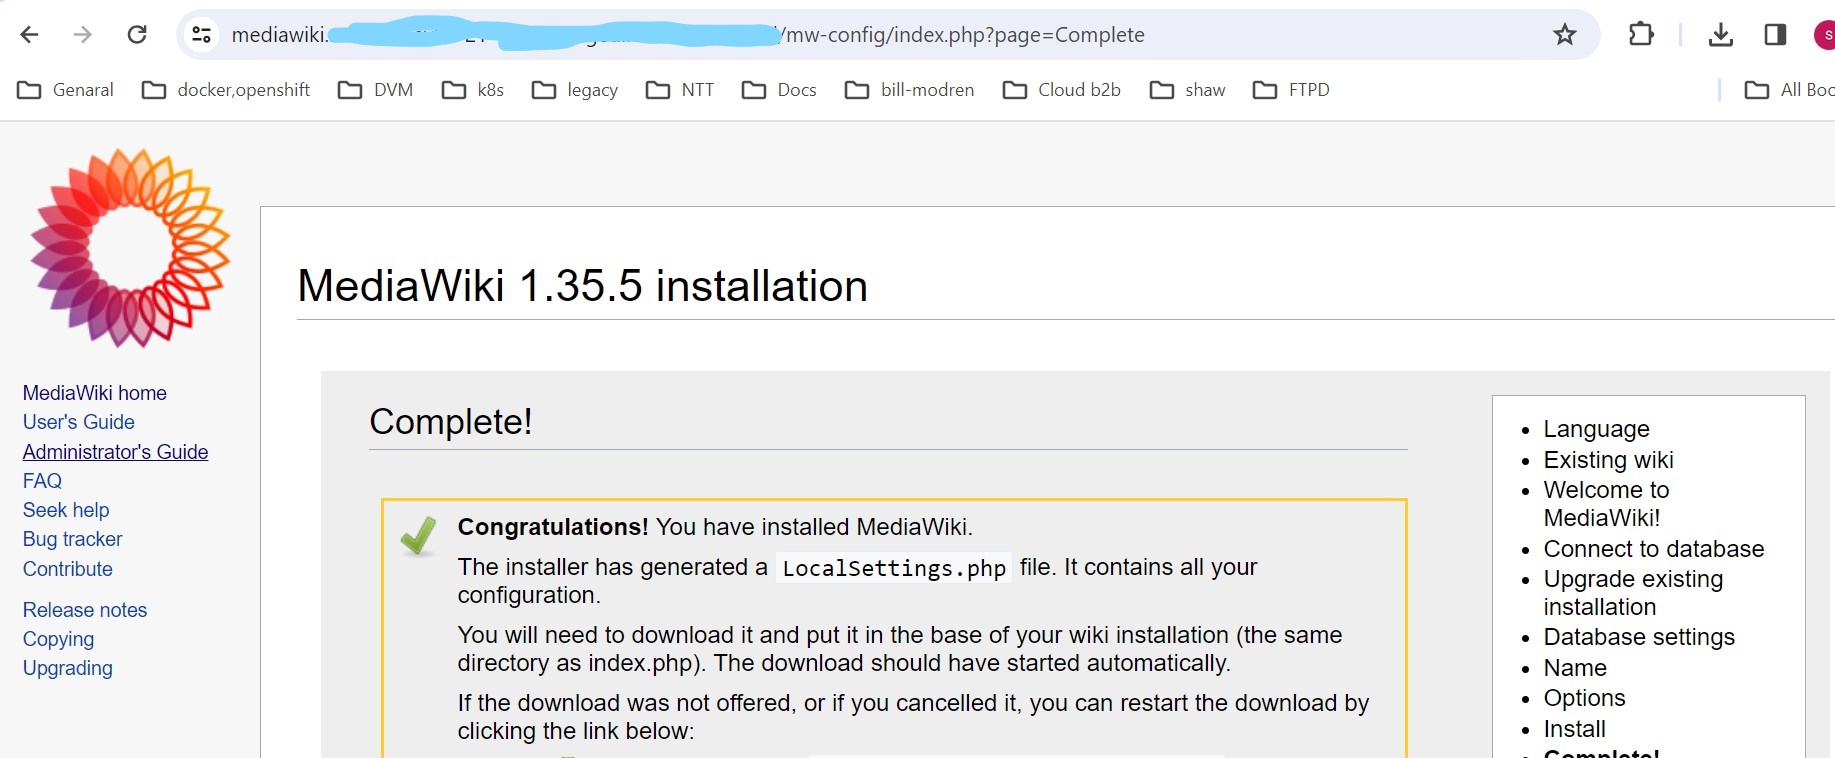 mediawiki. /mw-config/index.php?page=Complete
Genaral docker,openshift DVM k8s legacy NTT Docs bill-modren Cloud b2b shaw FTPD All
MediaWiki 1.35.5 installation
MediaWiki home
User's Guide
Administrator's Guide
FAQ
Seek help
Bug tracker
Contribute
Release notes
Copying
Upgrading
Complete!
Congratulations! You have installed MediaWiki.
The installer has generated a LocalSettings.php file. It contains all your
configuration.
You will need to download it and put it in the base of your wiki installation (the same
directory as index.php). The download should have started automatically.
If the download was not offered, or if you cancelled it, you can restart the download by
clicking the link below:
Language
Existing wiki
Welcome to
MediaWiki!
Connect to database
Upgrade existing
installation
Database settings
Name
Options
Install
Complete!